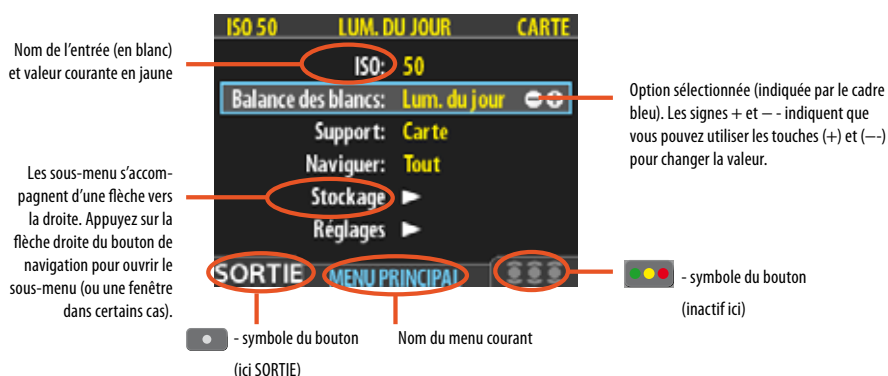 ISO 50 LUM. DU JOUR CARTE
Nom de l'entrée (en blanc)
et valeur courante en jaune
ISO: 50
Balance des blancs: Lum. du jour
Support: Carte
Naviguer: Tout
Stockage
Réglages
SORTIE MENU PRINCIPAL
Option sélectionnée (indiquée par le cadre
bleu). Les signes + et – - indiquent que
vous pouvez utiliser les touches (+) et (–-)
pour changer la valeur.
Les sous-menu s'accom-
pagnent d'une flèche vers
la droite. Appuyez sur la
flèche droite du bouton de
navigation pour ouvrir le
sous-menu (ou une fenêtre
dans certains cas).
- symbole du bouton
(ici SORTIE)
Nom du menu courant
- symbole du bouton
(inactif ici)